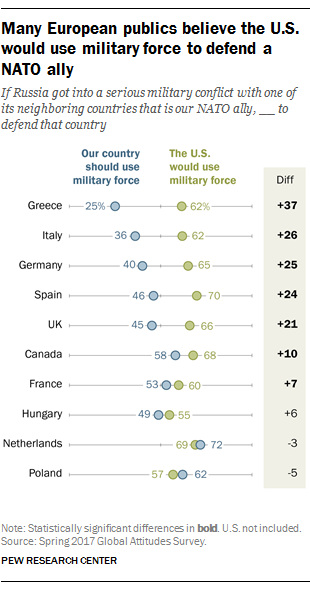 Many European publics believe the U.S.
would use military force to defend a
NATO ally
If Russia got into a serious military conflict with one of
its neighboring countries that is our NATO ally, __ to
defend that country
Our country should use military force
The U.S. would use military force
Diff
Greece 25% 62% +37
Italy 36 62 +26
Germany 40 65 +25
Spain 46 70 +24
UK 45 66 +21
Canada 58 68 +10
France 53 60 +7
Hungary 49 55 +6
Netherlands 69 72 -3
Poland 57 62 -5
Note: Statistically significant differences in bold. U.S. not included.
Source: Spring 2017 Global Attitudes Survey.
PEW RESEARCH CENTER